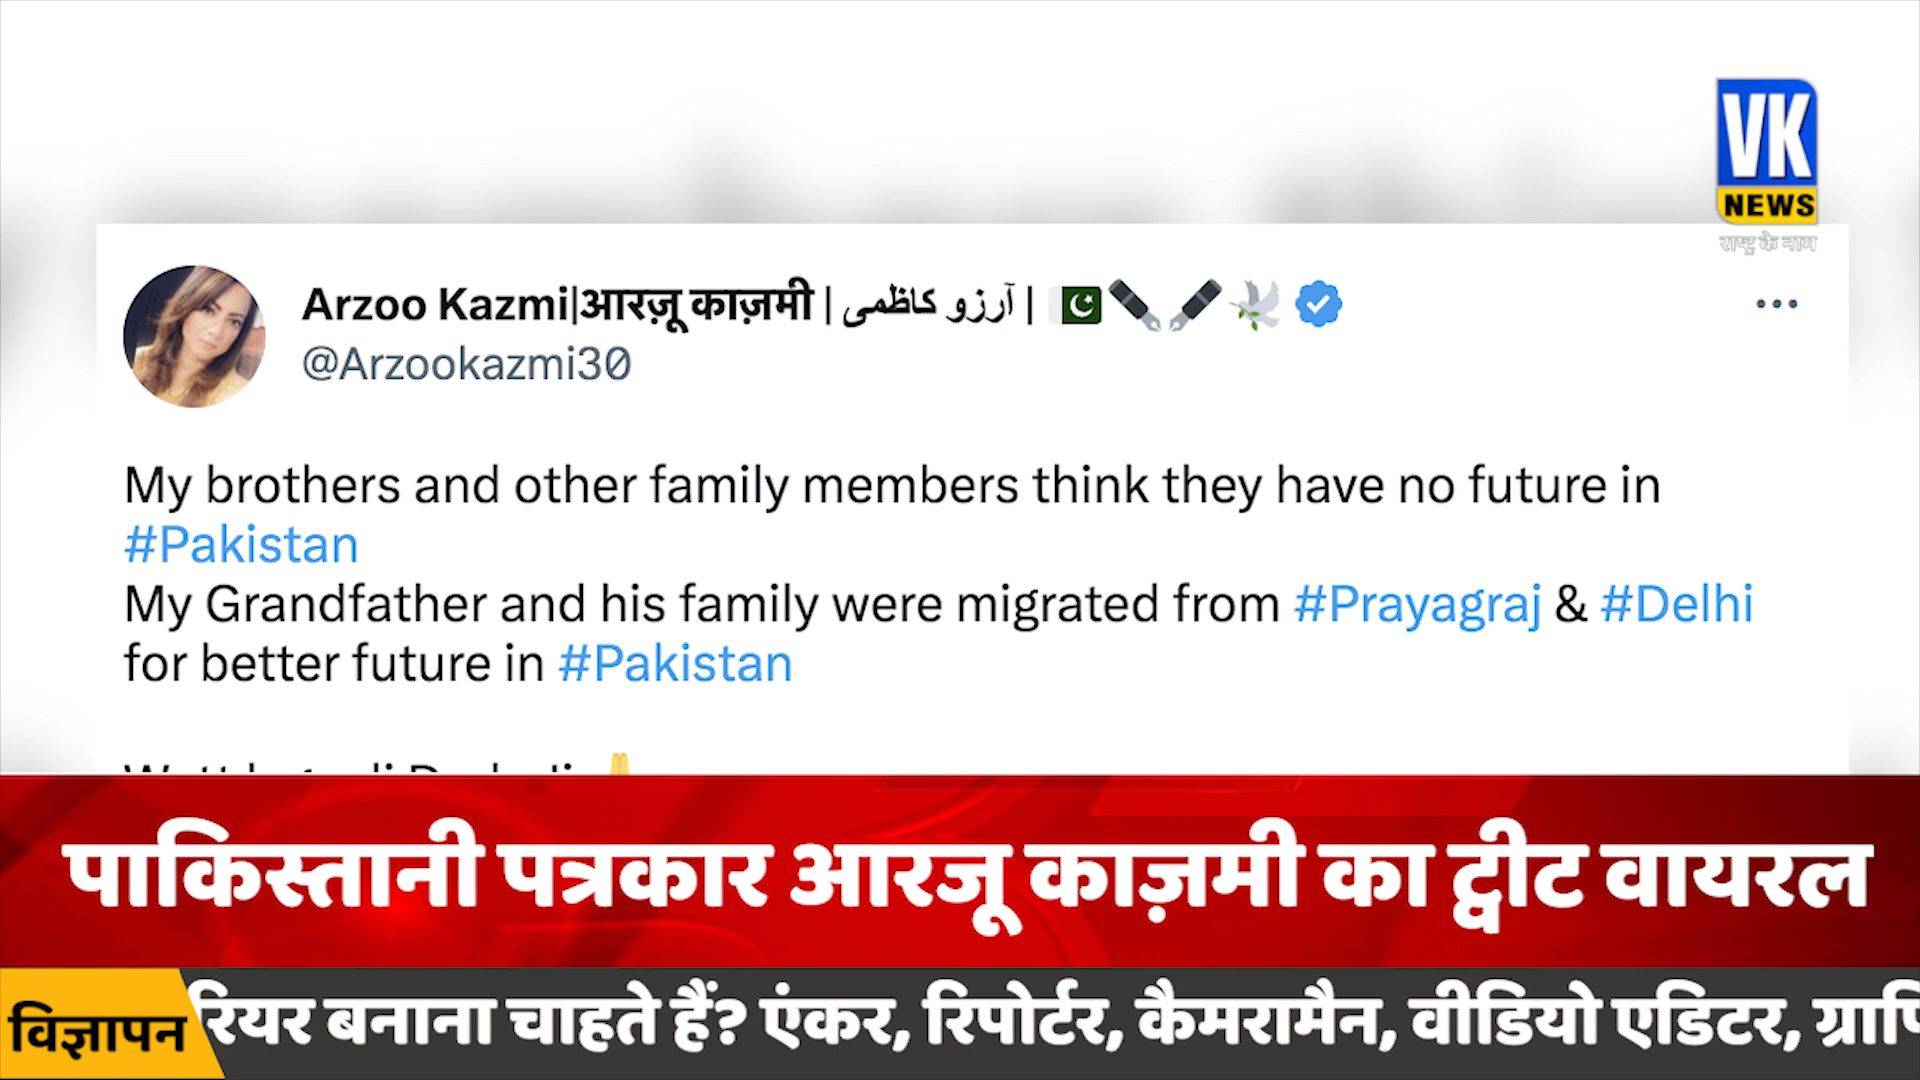 VK
NEWS
राष्ट्र के नाम
Arzoo Kazmi|आरज़ू काज़मी | آرزو کاظمی |
@Arzookazmi30
My brothers and other family members think they have no future in
#Pakistan
My Grandfather and his family were migrated from #Prayagraj & #Delhi
for better future in #Pakistan
पाकिस्तानी पत्रकार आरजू काज़मी का ट्वीट वायरल
विज्ञापन
रियर बनाना चाहते हैं? एंकर, रिपोर्टर, कैमरामैन, वीडियो एडिटर, ग्राफि